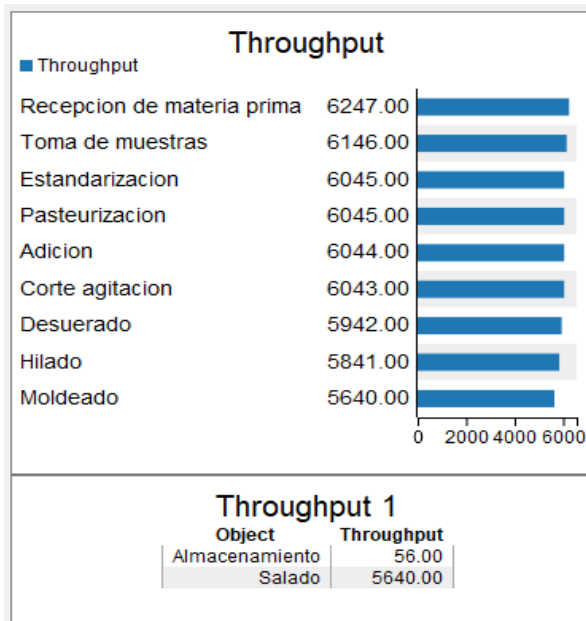 Throughput
Throughput
Recepcion de materia prima 6247.00
Toma de muestras 6146.00
Estandarizacion 6045.00
Pasteurizacion 6045.00
Adicion 6044.00
Corte agitacion 6043.00
Desuerado 5942.00
Hilado 5841.00
Moldeado 5640.00
0 2000 4000 6000
Throughput 1
Object Throughput
Almacenamiento 56.00
Salado 5640.00